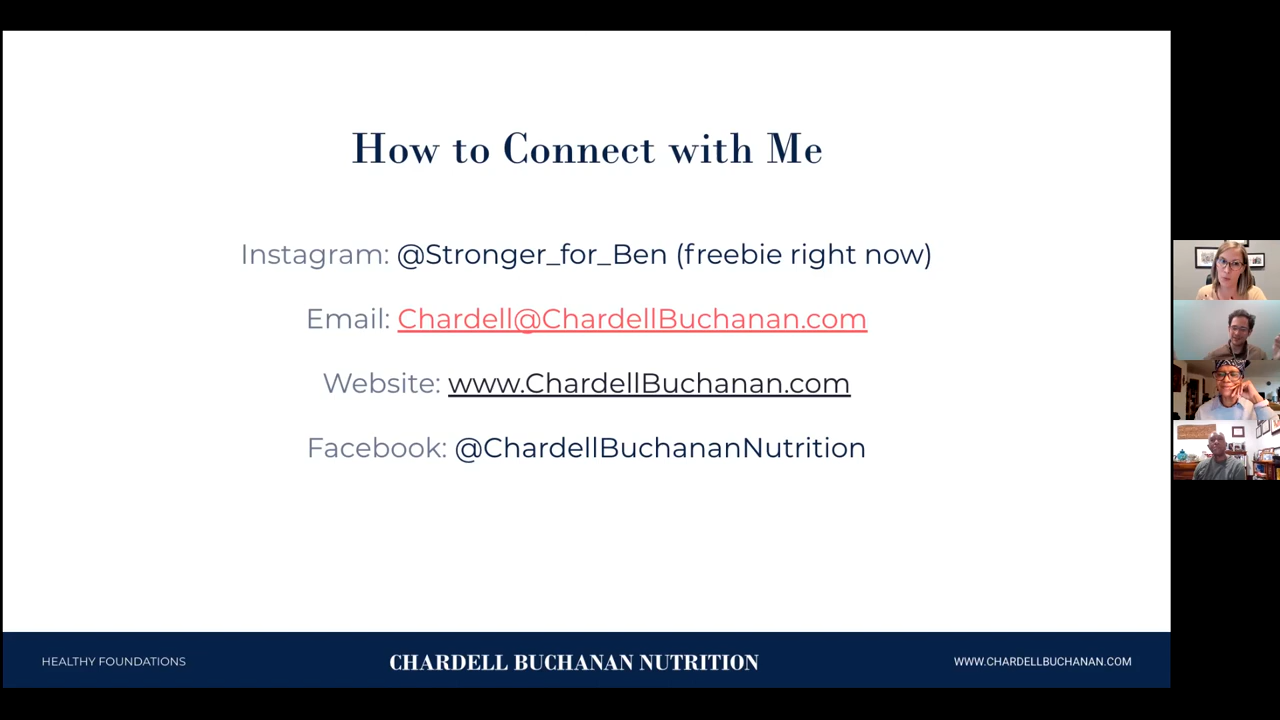 How to Connect with Me
Instagram: @Stronger_for_Ben (freebie right now)
Email: Chardell@ChardellBuchanan.com
Website: www.ChardellBuchanan.com
Facebook: @ChardellBuchananNutrition
HEALTHY FOUNDATIONS
CHARDELL BUCHANAN NUTRITION
WWW.CHARDELLBUCHANAN.COM